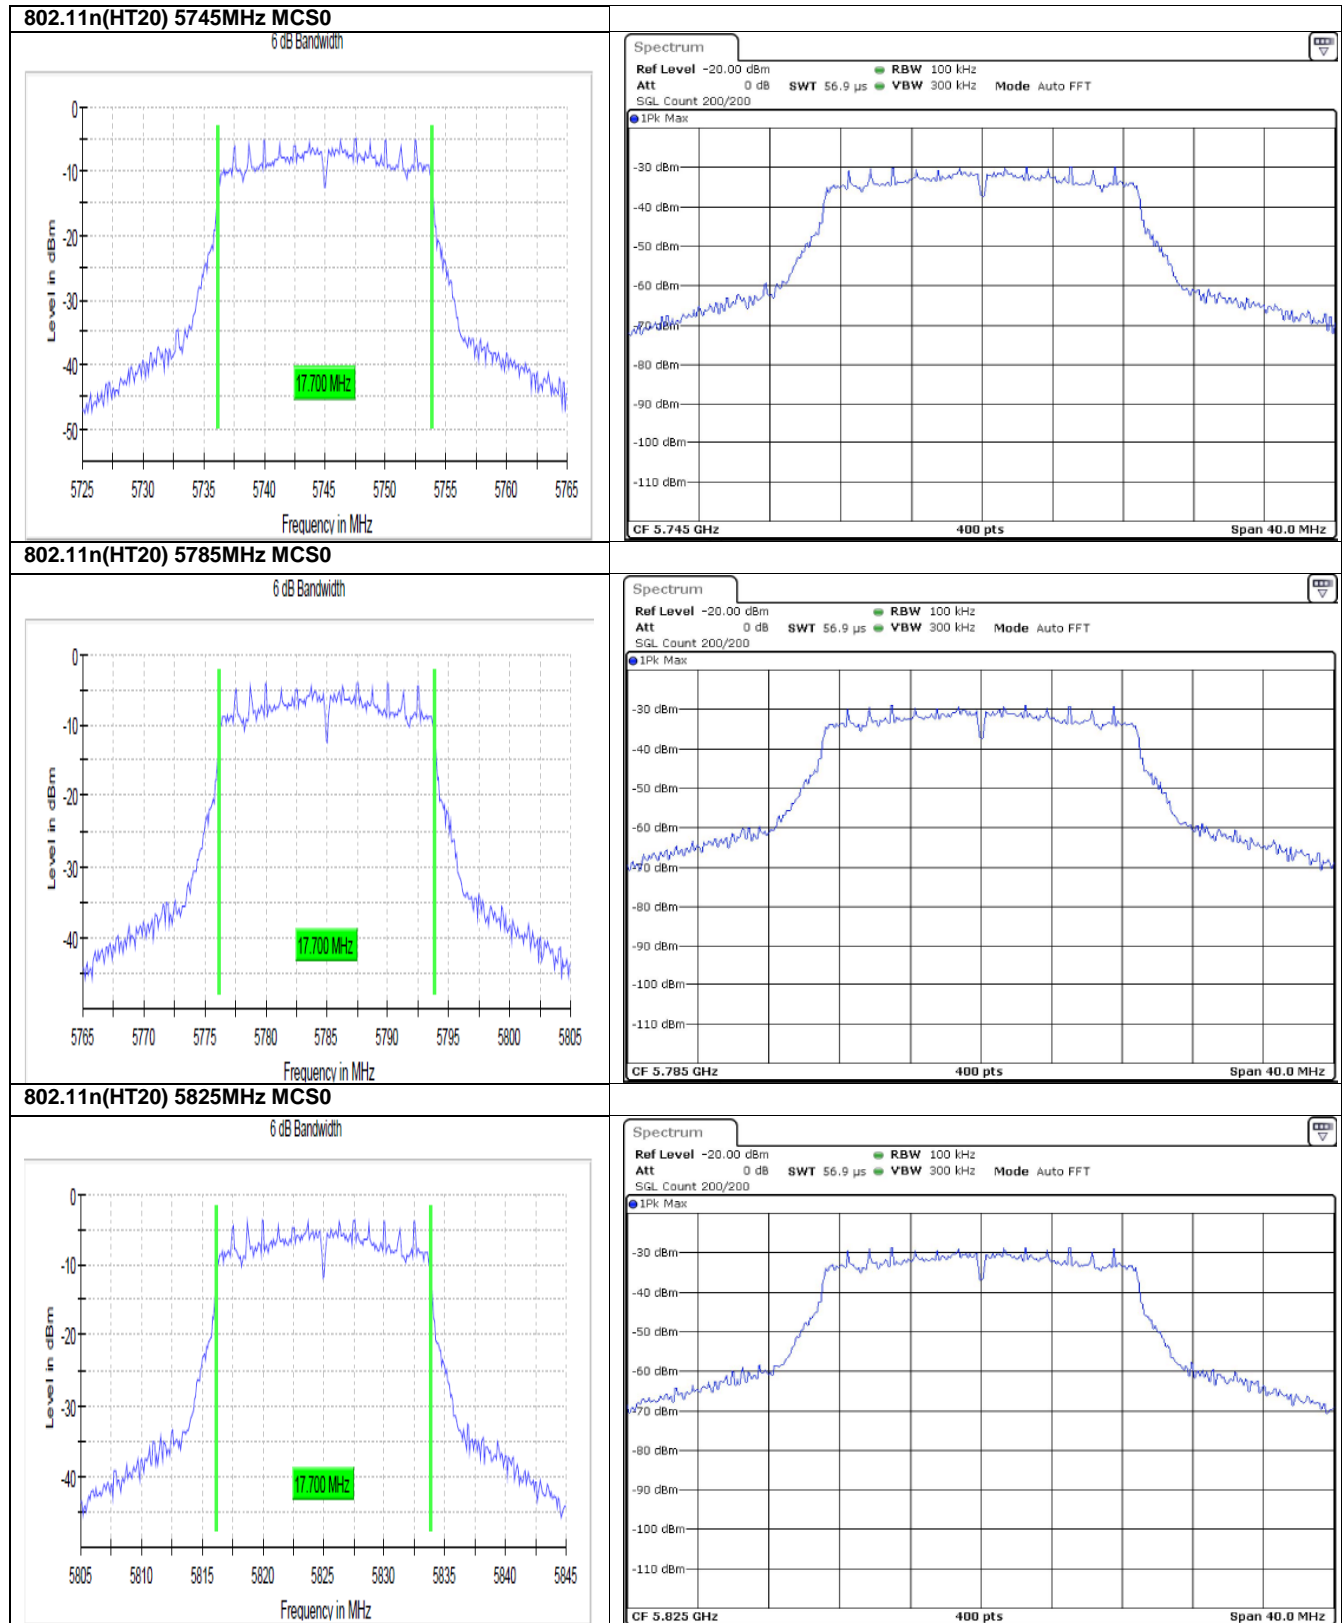 802.11n(HT20) 5745MHz MCS0
6 dB Bandwidth
0
-10
-20
-30
-40
-50
Level in dBm
17.700 MHz
5725 5730 5735 5740 5745 5750 5755 5760 5765
Frequency in MHz
Spectrum
Ref Level -20.00 dBm RBW 100 kHz
Att 0 dB SWT 56.9 µs VBW 300 kHz Mode Auto FFT
SGL Count 200/200
1Pk Max
-30 dBm
-40 dBm
-50 dBm
-60 dBm
-70 dBm
-80 dBm
-90 dBm
-100 dBm
-110 dBm
CF 5.745 GHz 400 pts Span 40.0 MHz
802.11n(HT20) 5785MHz MCS0
6 dB Bandwidth
0
-10
-20
-30
-40
Level in dBm
17.700 MHz
5765 5770 5775 5780 5785 5790 5795 5800 5805
Frequency in MHz
Spectrum
Ref Level -20.00 dBm RBW 100 kHz
Att 0 dB SWT 56.9 µs VBW 300 kHz Mode Auto FFT
SGL Count 200/200
1Pk Max
-30 dBm
-40 dBm
-50 dBm
-60 dBm
-70 dBm
-80 dBm
-90 dBm
-100 dBm
-110 dBm
CF 5.785 GHz 400 pts Span 40.0 MHz
802.11n(HT20) 5825MHz MCS0
6 dB Bandwidth
0
-10
-20
-30
-40
Level in dBm
17.700 MHz
5805 5810 5815 5820 5825 5830 5835 5840 5845
Frequency in MHz
Spectrum
Ref Level -20.00 dBm RBW 100 kHz
Att 0 dB SWT 56.9 µs VBW 300 kHz Mode Auto FFT
SGL Count 200/200
1Pk Max
-30 dBm
-40 dBm
-50 dBm
-60 dBm
-70 dBm
-80 dBm
-90 dBm
-100 dBm
-110 dBm
CF 5.825 GHz 400 pts Span 40.0 MHz